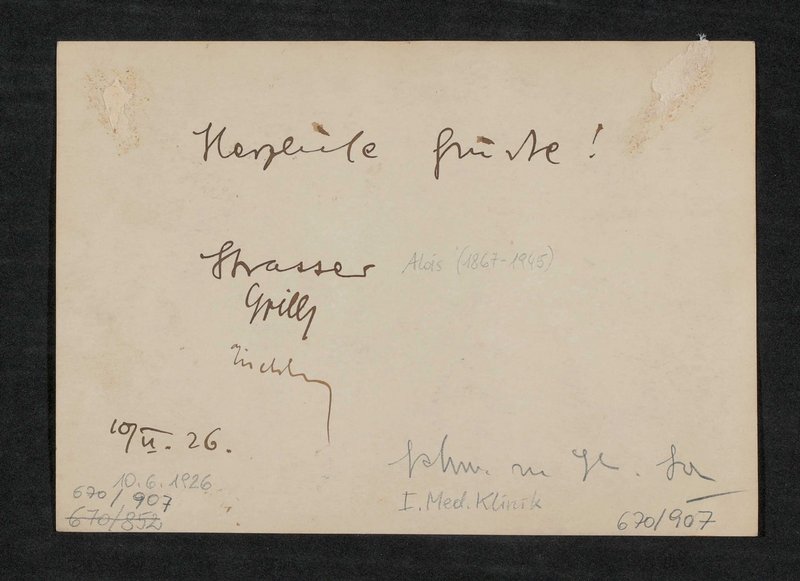 Herzliche Grüsse!
Strasser Alois (1867-1945)
Grilly
10/II. 26.
10.6.1926
670/907
670/852
I. Med. Klinik
670/907